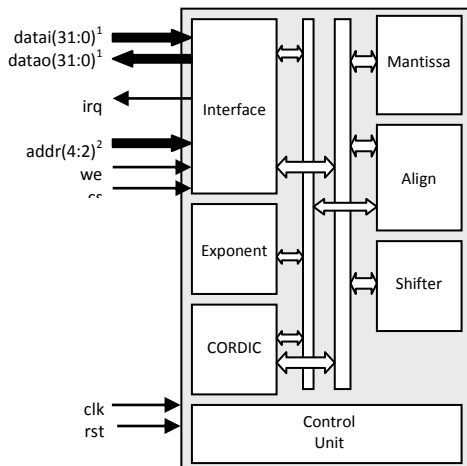 datai(31:0)¹
datao(31:0)¹
irq
addr(4:2)²
we
cs
clk
rst
Interface
Exponent
CORDIC
Mantissa
Align
Shifter
Control
Unit